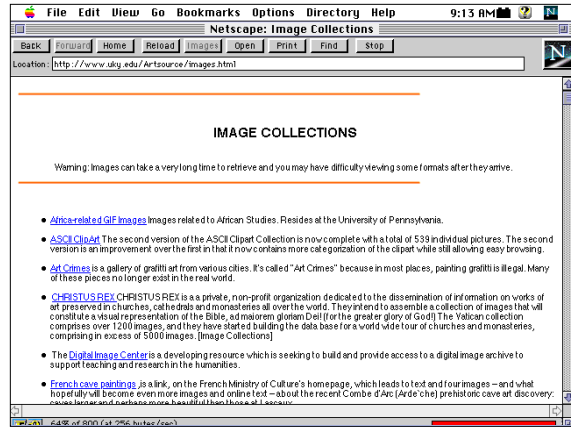 File Edit View Go Bookmarks Options Directory Help 9:13 AM
Netscape: Image Collections
Back Forward Home Reload Images Open Print Find Stop
Location: http://www.uky.edu/Artsource/images.html
N
IMAGE COLLECTIONS
Warning: Images can take a very long time to retrieve and you may have difficulty viewing some formats after they arrive.
• Africa-related GIF Images Images related to African Studies. Resides at the University of Pennsylvania.
• ASCII ClipArt The second version of the ASCII Clipart Collection is now complete with a total of 539 individual pictures. The second
version is an improvement over the first in that it now contains more categorization of the clipart while still allowing easy browsing.
• Art Crimes is a gallery of grafitti art from various cities. It's called "Art Crimes" because in most places, painting grafitti is illegal. Many
of these pieces no longer exist in the real world.
• CHRISTUS REX CHRISTUS REX is a private, non-profit organization dedicated to the dissemination of information on works of
art preserved in churches, cathedrals and monasteries all over the world. They intend to assemble a collection of images that will
constitute a visual representation of the Bible, ad maiorem gloriam Dei! (for the greater glory of God!) The Vatican collection
comprises over 1200 images, and they have started building the data base for a world wide tour of churches and monasteries,
comprising in excess of 5000 images. [Image Collections]
• The Digital Image Center is a developing resource which is seeking to build and provide access to a digital image archive to
support teaching and research in the humanities.
• French cave paintings ,is a link, on the French Ministry of Culture's homepage, which leads to text and four images – and what
hopefully will become even more images and online text – about the recent Combe d'Arc (Arde'che) prehistoric cave art discovery:
caves larger and perhaps more beautiful than those at Lascaux.
64% of 800 (at 256 bytes/sec)